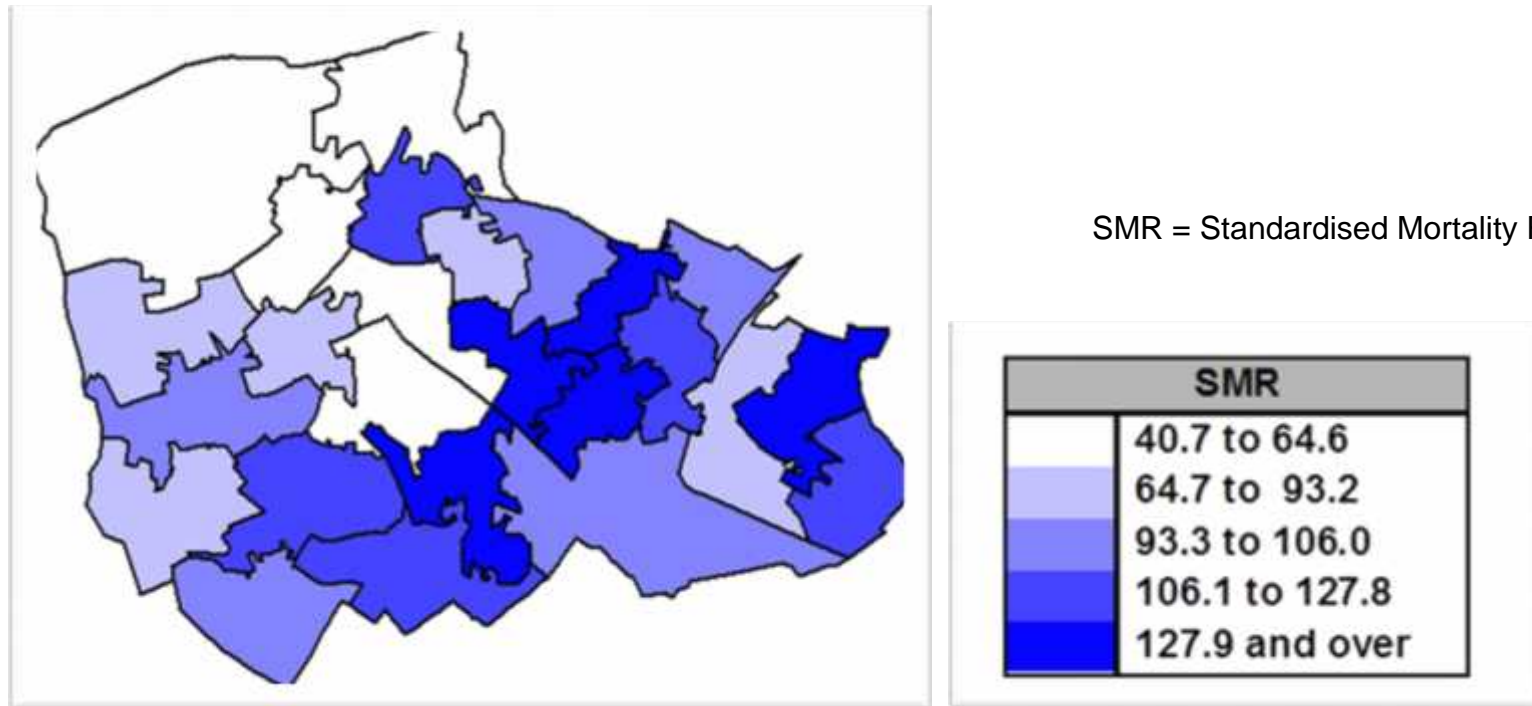 SMR = Standardised Mortality
SMR
40.7 to 64.6
64.7 to 93.2
93.3 to 106.0
106.1 to 127.8
127.9 and over